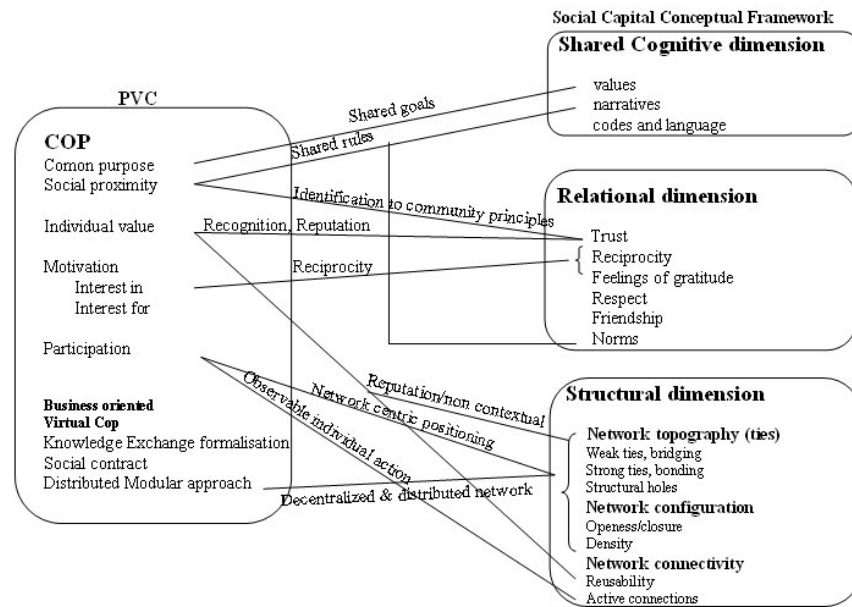 Social Capital Conceptual Framework
Shared Cognitive dimension
values
narratives
codes and language
PVC
COP
Comon purpose
Social proximity
Individual value
Motivation
Interest in
Interest for
Participation
Business oriented
Virtual Cop
Knowledge Exchange formalisation
Social contract
Distributed Modular approach
Shared goals
Shared rules
Identification to community principles
Recognition, Reputation
Reciprocity
Reputation/non contextual
Network centric positioning
Observable individual action
Decentralized & distributed network
Relational dimension
Trust
Reciprocity
Feelings of gratitude
Respect
Friendship
Norms
Structural dimension
Network topography (ties)
Weak ties, bridging
Strong ties, bonding
Structural holes
Network configuration
Openess/closure
Density
Network connectivity
Reusability
Active connections